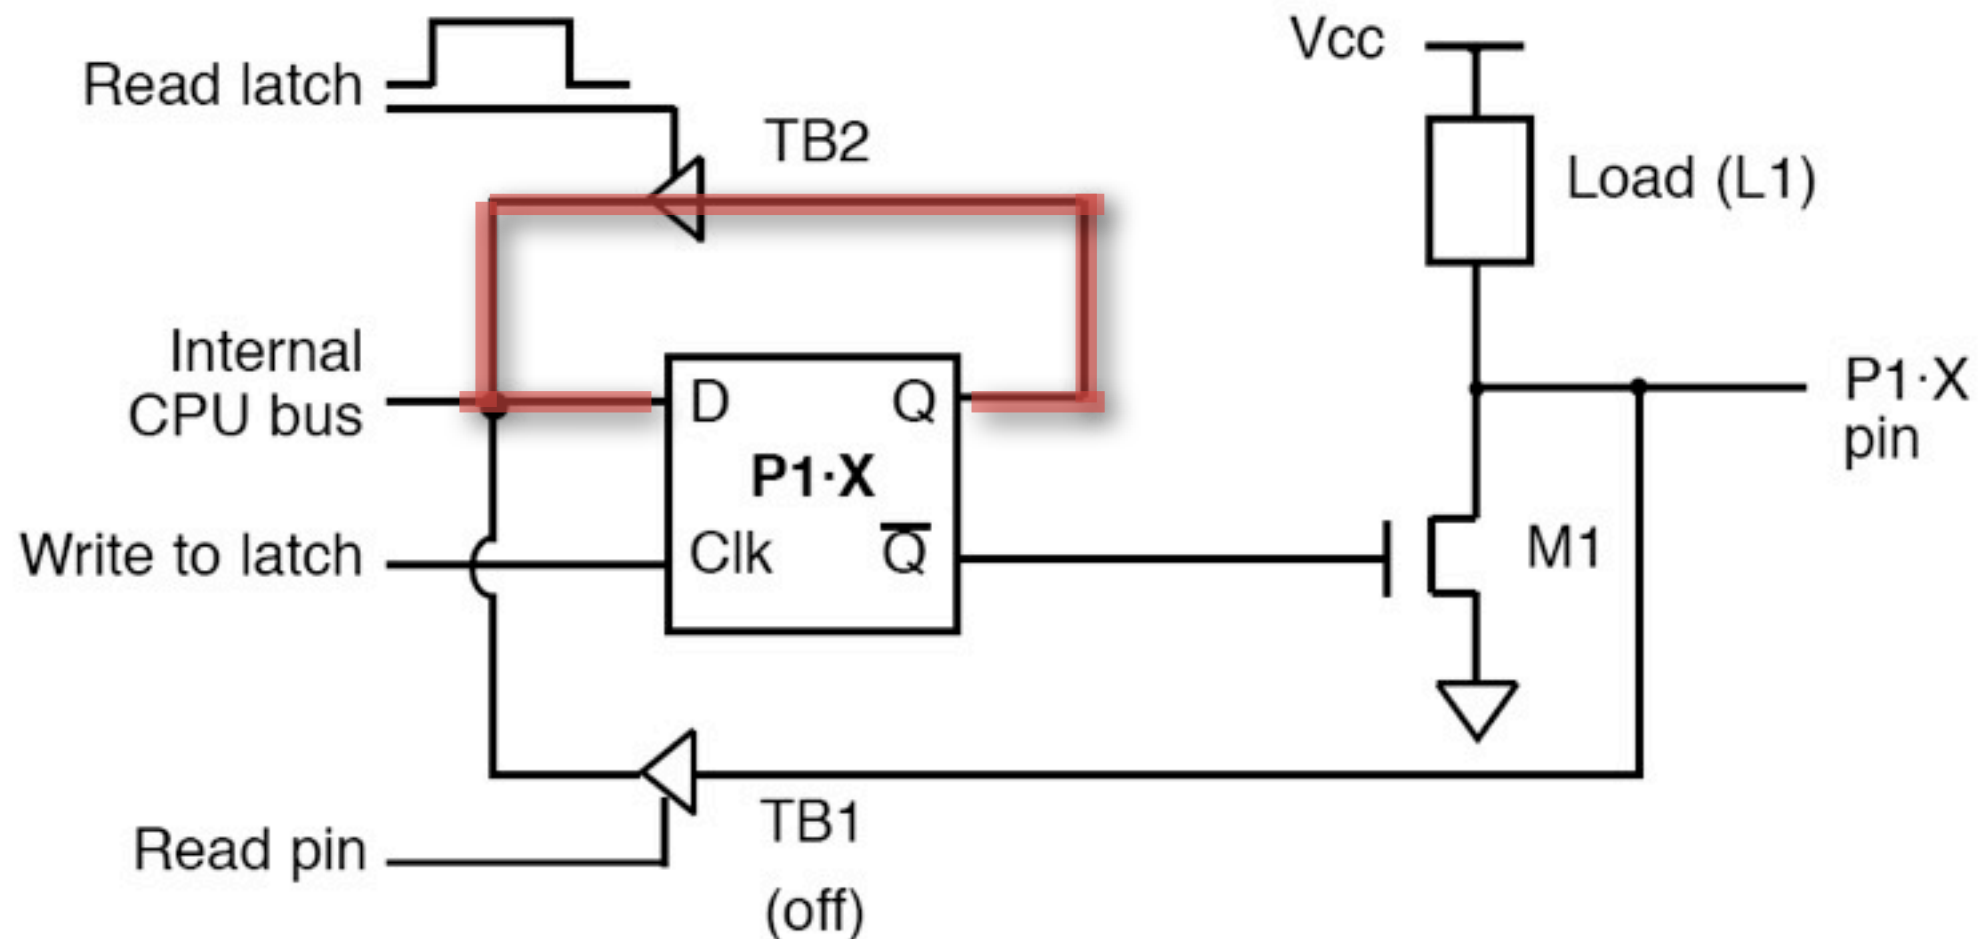 Vcc
Read latch
TB2
Load (L1)
Internal
CPU bus
D
Q
P1·X
pin
P1·X
Write to latch
Clk
Q̅
M1
Read pin
TB1
(off)